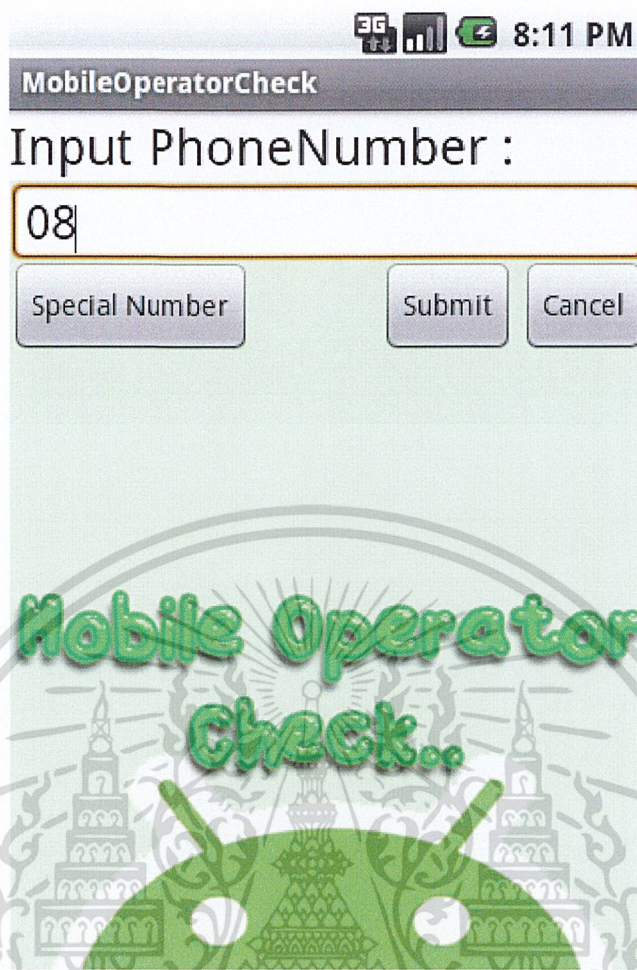 3G 8:11 PM
MobileOperatorCheck
Input PhoneNumber :
08
Special Number Submit Cancel
Mobile Operator
Check..